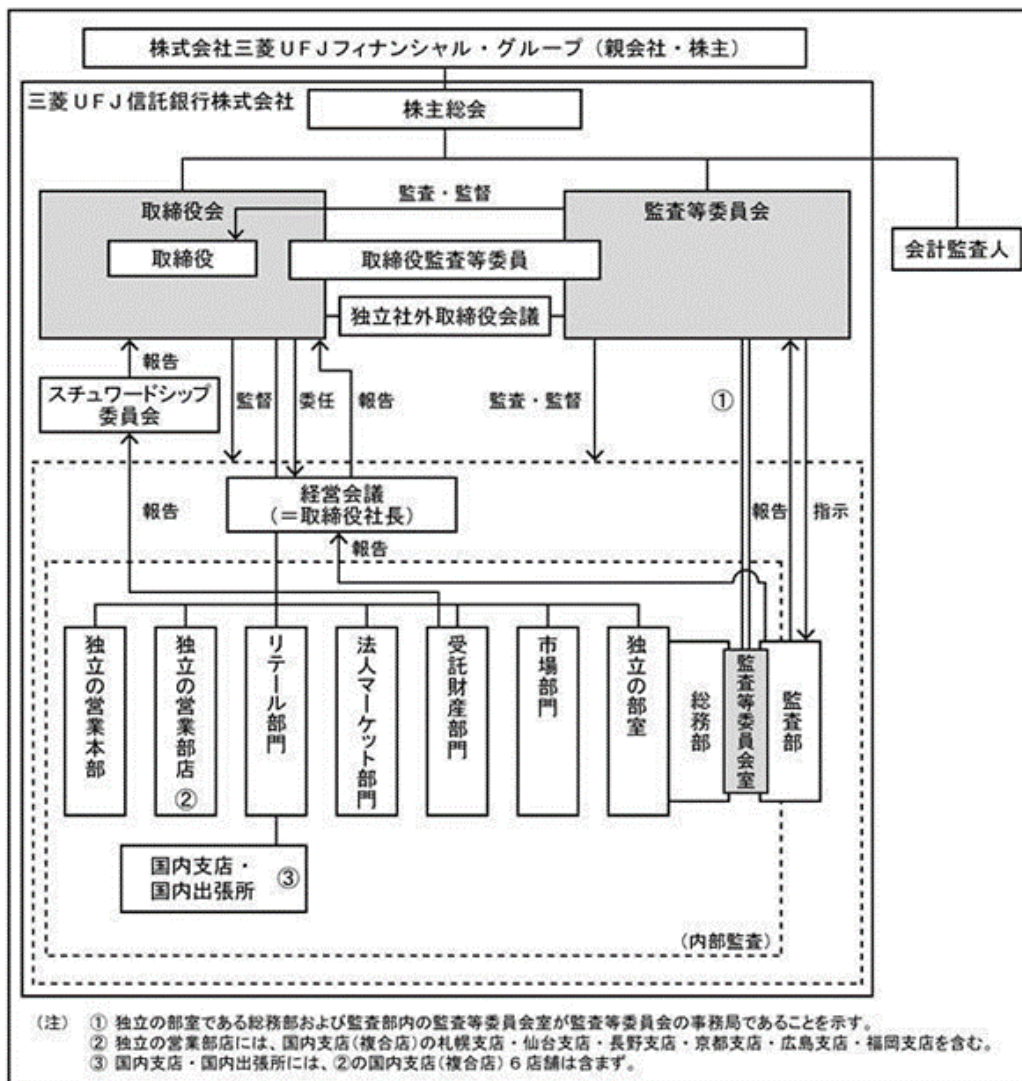 株式会社三菱UFJフィナンシャル・グループ（親会社・株主）
三菱UFJ信託銀行株式会社
株主総会
取締役会
監査・監督
監査等委員会
取締役
取締役監査等委員
会計監査人
独立社外取締役会議
報告
スチュワードシップ
委員会
監督
委任
報告
監査・監督
①
報告
経営会議
（＝取締役社長）
報告
報告
指示
独立の営業本部
独立の営業部店
②
リテール部門
法人マーケット部門
受託財産部門
市場部門
独立の部室
総務部
監査等委員会室
監査部
国内支店・
国内出張所
③
（内部監査）
（注） ① 独立の部室である総務部および監査部内の監査等委員会室が監査等委員会の事務局であることを示す。
② 独立の営業部店には、国内支店（複合店）の札幌支店・仙台支店・長野支店・京都支店・広島支店・福岡支店を含む。
③ 国内支店・国内出張所には、②の国内支店（複合店）６店舗は含まず。